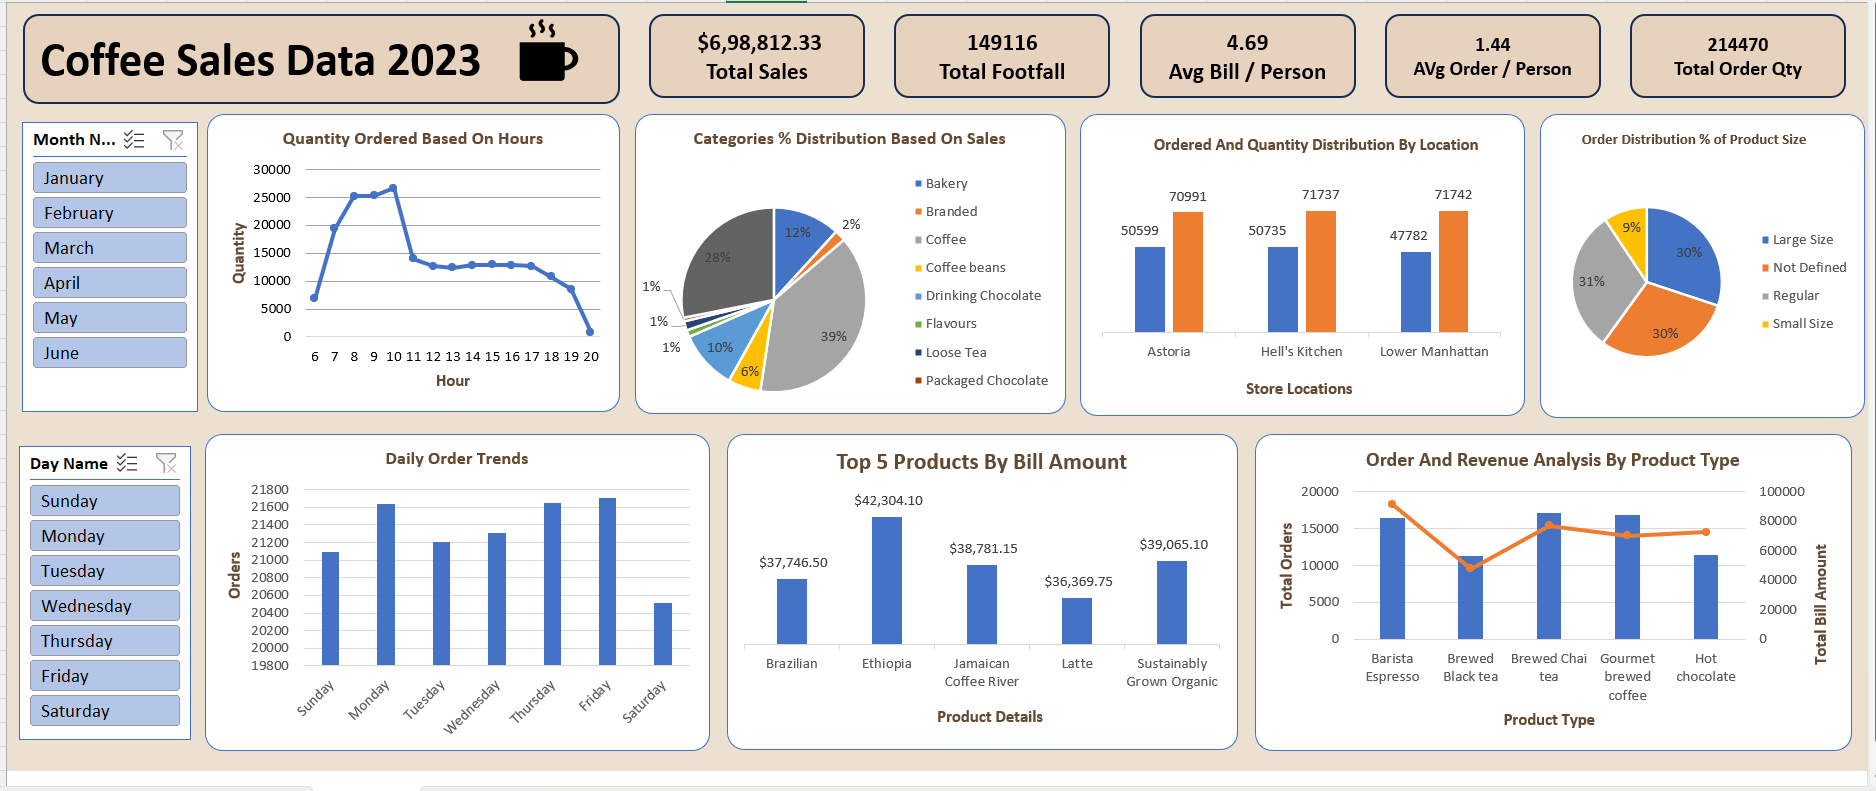 Coffee Sales Data 2023
$6,98,812.33
Total Sales
149116
Total Footfall
4.69
Avg Bill / Person
1.44
AVg Order / Person
214470
Total Order Qty
Month N...
January
February
March
April
May
June
Quantity Ordered Based On Hours
30000
25000
20000
15000
10000
5000
0
Quantity
6 7 8 9 10 11 12 13 14 15 16 17 18 19 20
Hour
Categories % Distribution Based On Sales
12%
2%
39%
6%
10%
1%
1%
1%
28%
Bakery
Branded
Coffee
Coffee beans
Drinking Chocolate
Flavours
Loose Tea
Packaged Chocolate
Ordered And Quantity Distribution By Location
50599 70991 50735 71737 47782 71742
Astoria Hell's Kitchen Lower Manhattan
Store Locations
Order Distribution % of Product Size
9%
30%
31%
30%
Large Size
Not Defined
Regular
Small Size
Day Name
Sunday
Monday
Tuesday
Wednesday
Thursday
Friday
Saturday
Daily Order Trends
21800
21600
21400
21200
21000
20800
20600
20400
20200
20000
19800
Orders
Sunday Monday Tuesday Wednesday Thursday Friday Saturday
Top 5 Products By Bill Amount
$37,746.50 $42,304.10 $38,781.15 $36,369.75 $39,065.10
Brazilian
Ethiopia
Jamaican
Coffee River
Latte
Sustainably
Grown Organic
Product Details
Order And Revenue Analysis By Product Type
20000
15000
10000
5000
0
Total Orders
100000
80000
60000
40000
20000
0
Total Bill Amount
Barista
Espresso
Brewed
Black tea
Brewed Chai
tea
Gourmet
brewed
coffee
Hot
chocolate
Product Type